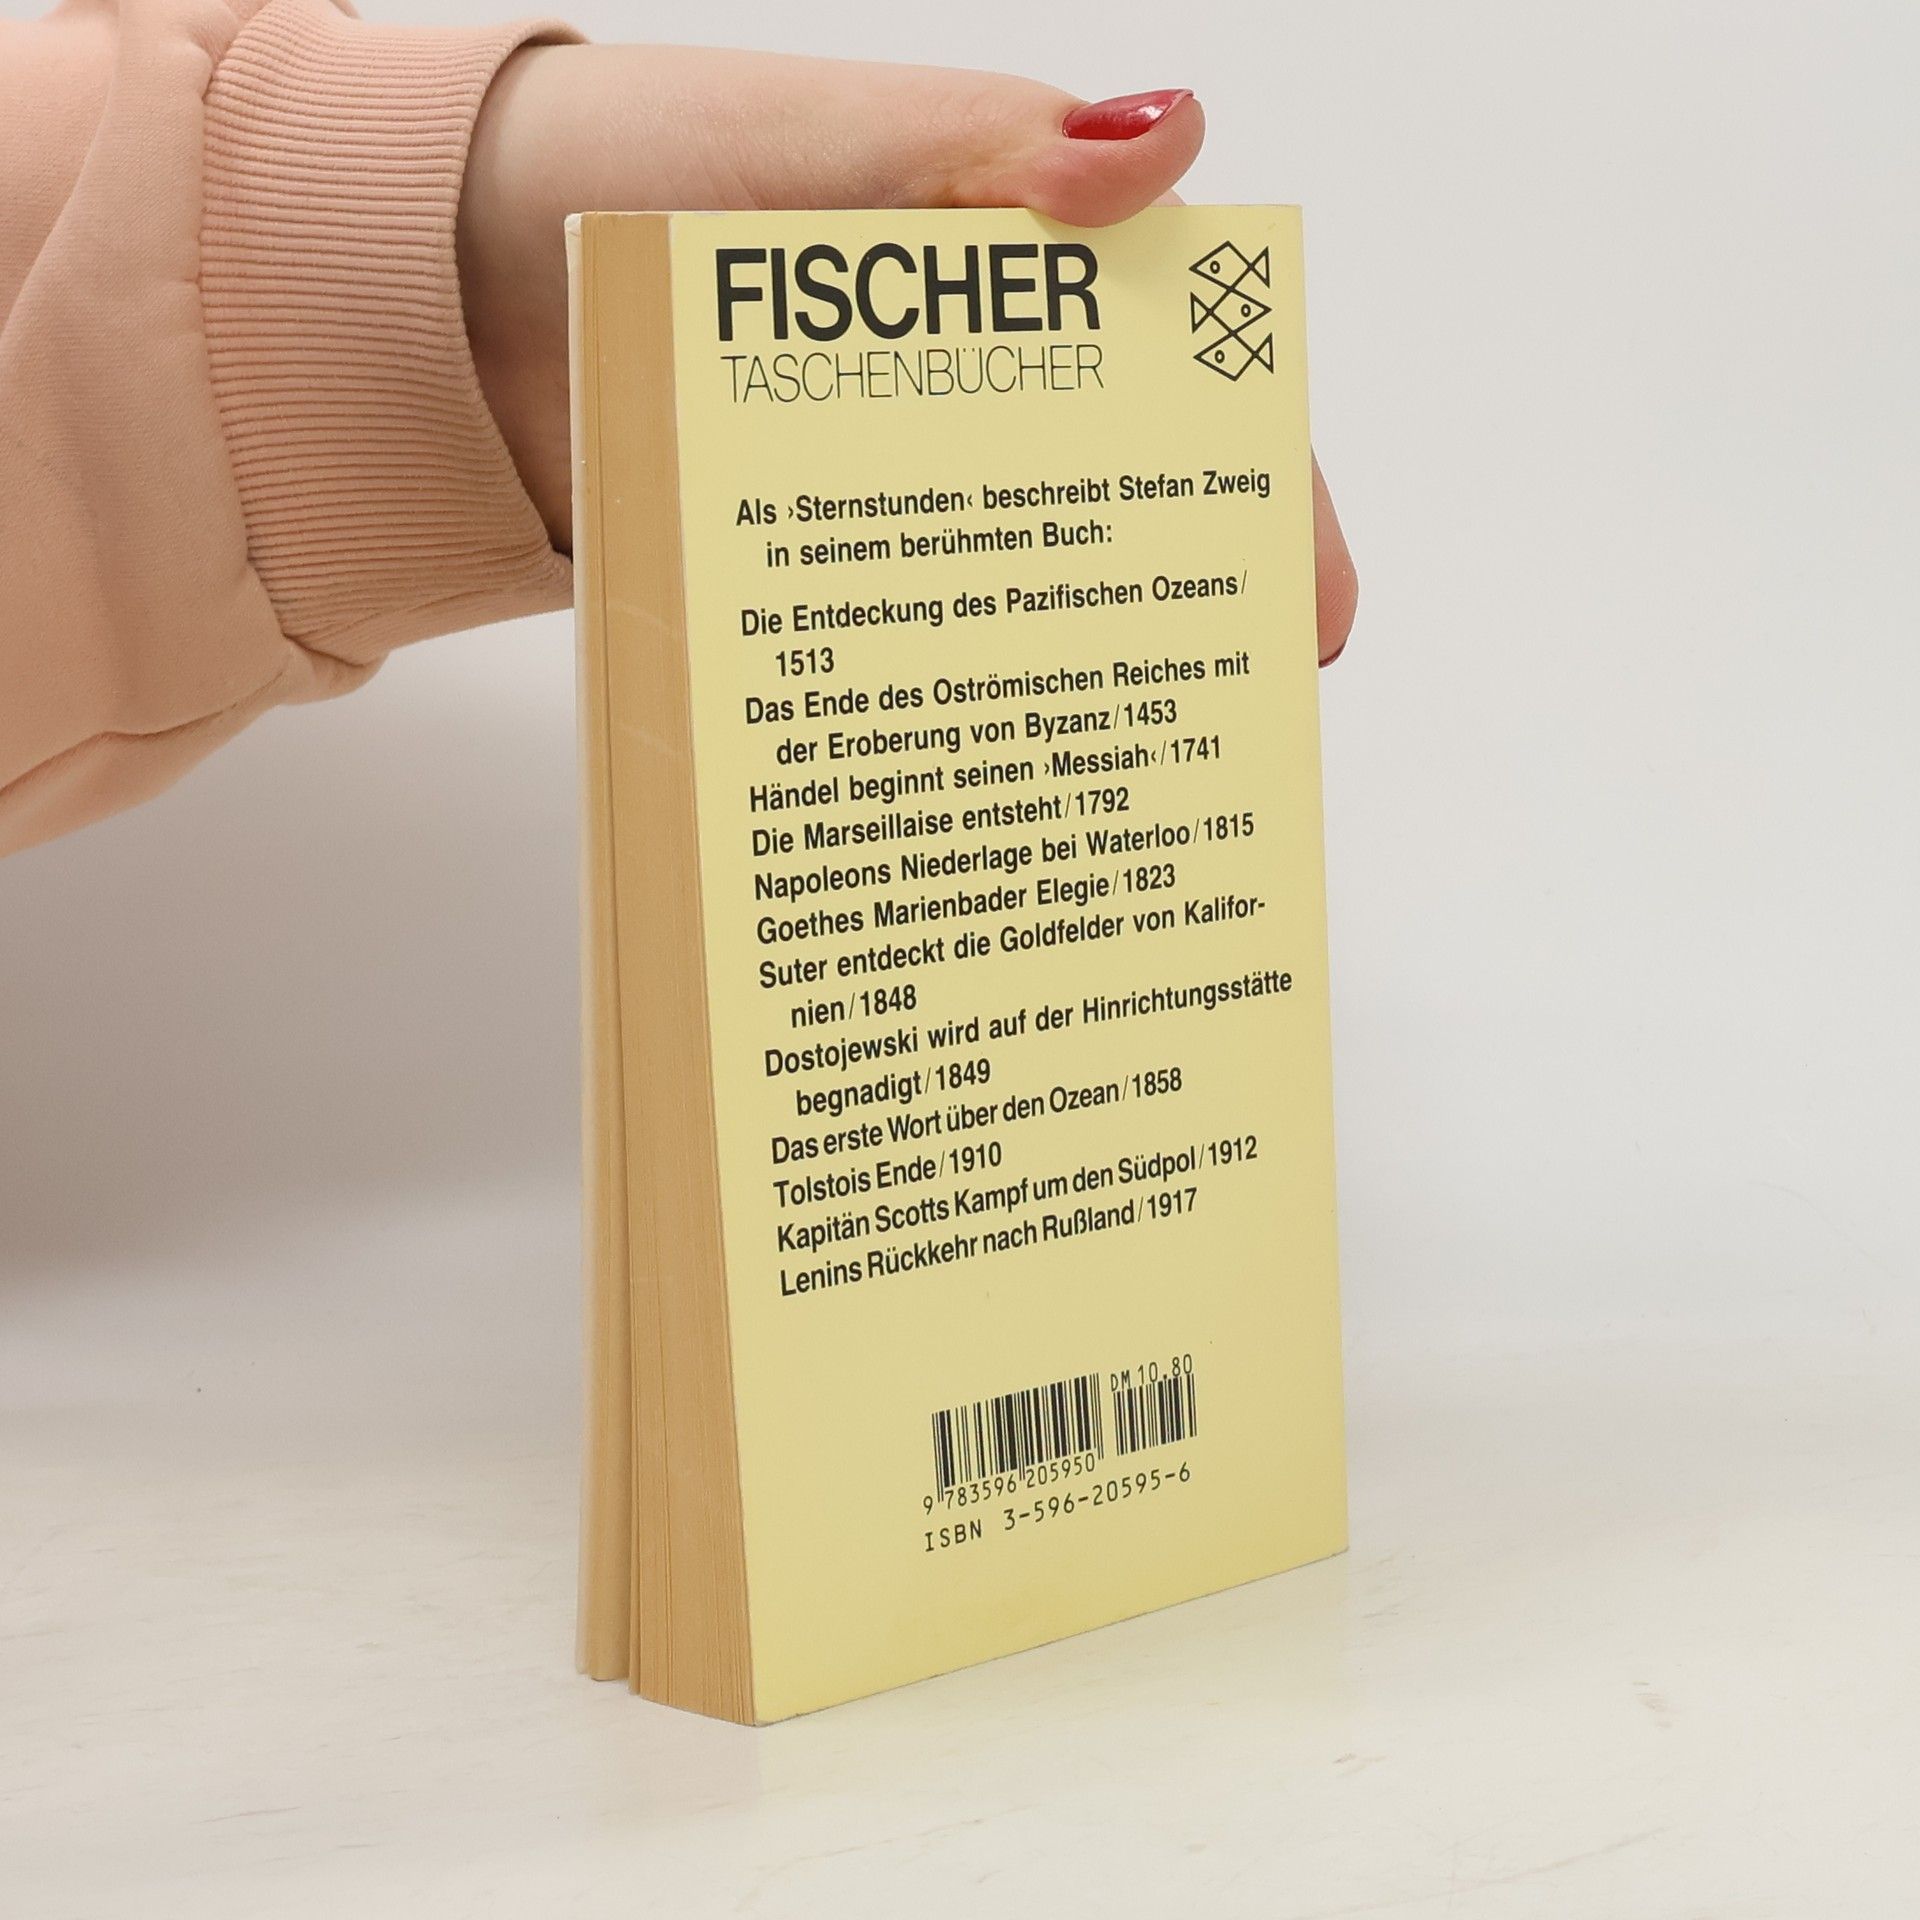 FISCHER
TASCHENBÜCHER
Als ›Sternstunden‹ beschreibt Stefan Zweig
in seinem berühmten Buch:
Die Entdeckung des Pazifischen Ozeans/
1513
Das Ende des Oströmischen Reiches mit
der Eroberung von Byzanz/1453
Händel beginnt seinen ›Messiah‹/1741
Die Marseillaise entsteht/1792
Napoleons Niederlage bei Waterloo/1815
Goethes Marienbader Elegie/1823
Suter entdeckt die Goldfelder von Kalifor-
nien/1848
Dostojewski wird auf der Hinrichtungsstätte
begnadigt/1849
Das erste Wort über den Ozean/1858
Tolstois Ende/1910
Kapitän Scotts Kampf um den Südpol/1912
Lenins Rückkehr nach Rußland/1917
DM 10.80
9 783596 205950
ISBN 3-596-20595-6